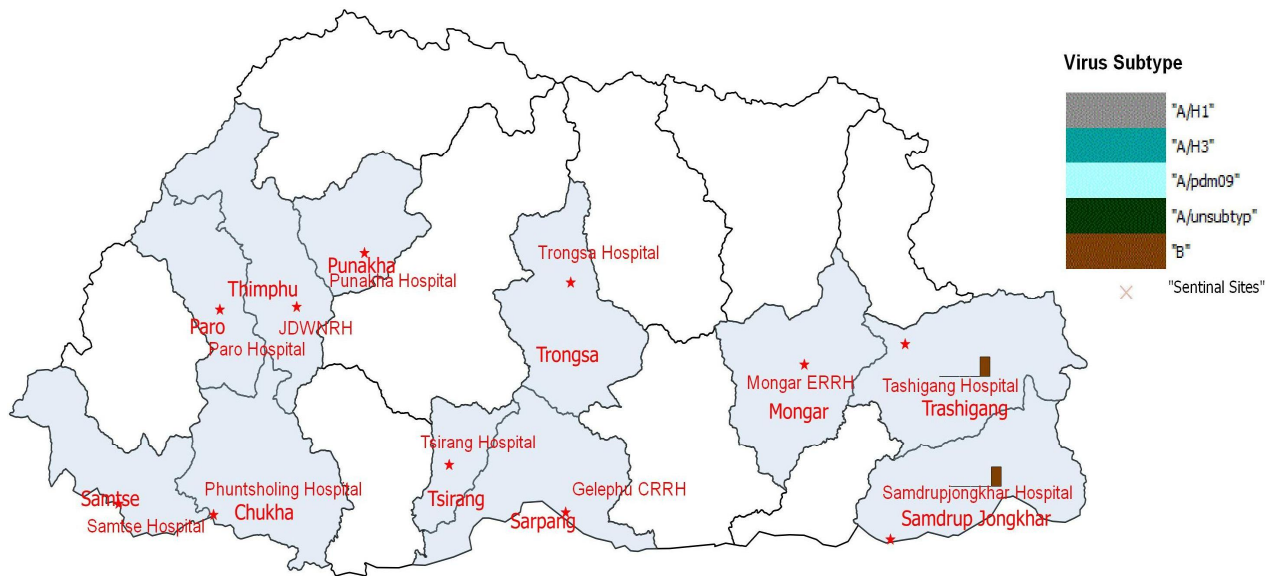 Virus Subtype
"A/H1"
"A/H3"
"A/pdm09"
"A/unsubtyp"
"B"
"Sentinal Sites"
Punakha
Punakha Hospital
Trongsa Hospital
Thimphu
JDWNRH
Paro
Paro Hospital
Trongsa
Mongar ERRH
Mongar
Tashigang Hospital
Trashigang
Tsirang Hospital
Tsirang
Phuntsholing Hospital
Chukha
Gelephu CRRH
Sarpang
Samtse
Samtse Hospital
Samdrupjongkhar Hospital
Samdrup Jongkhar